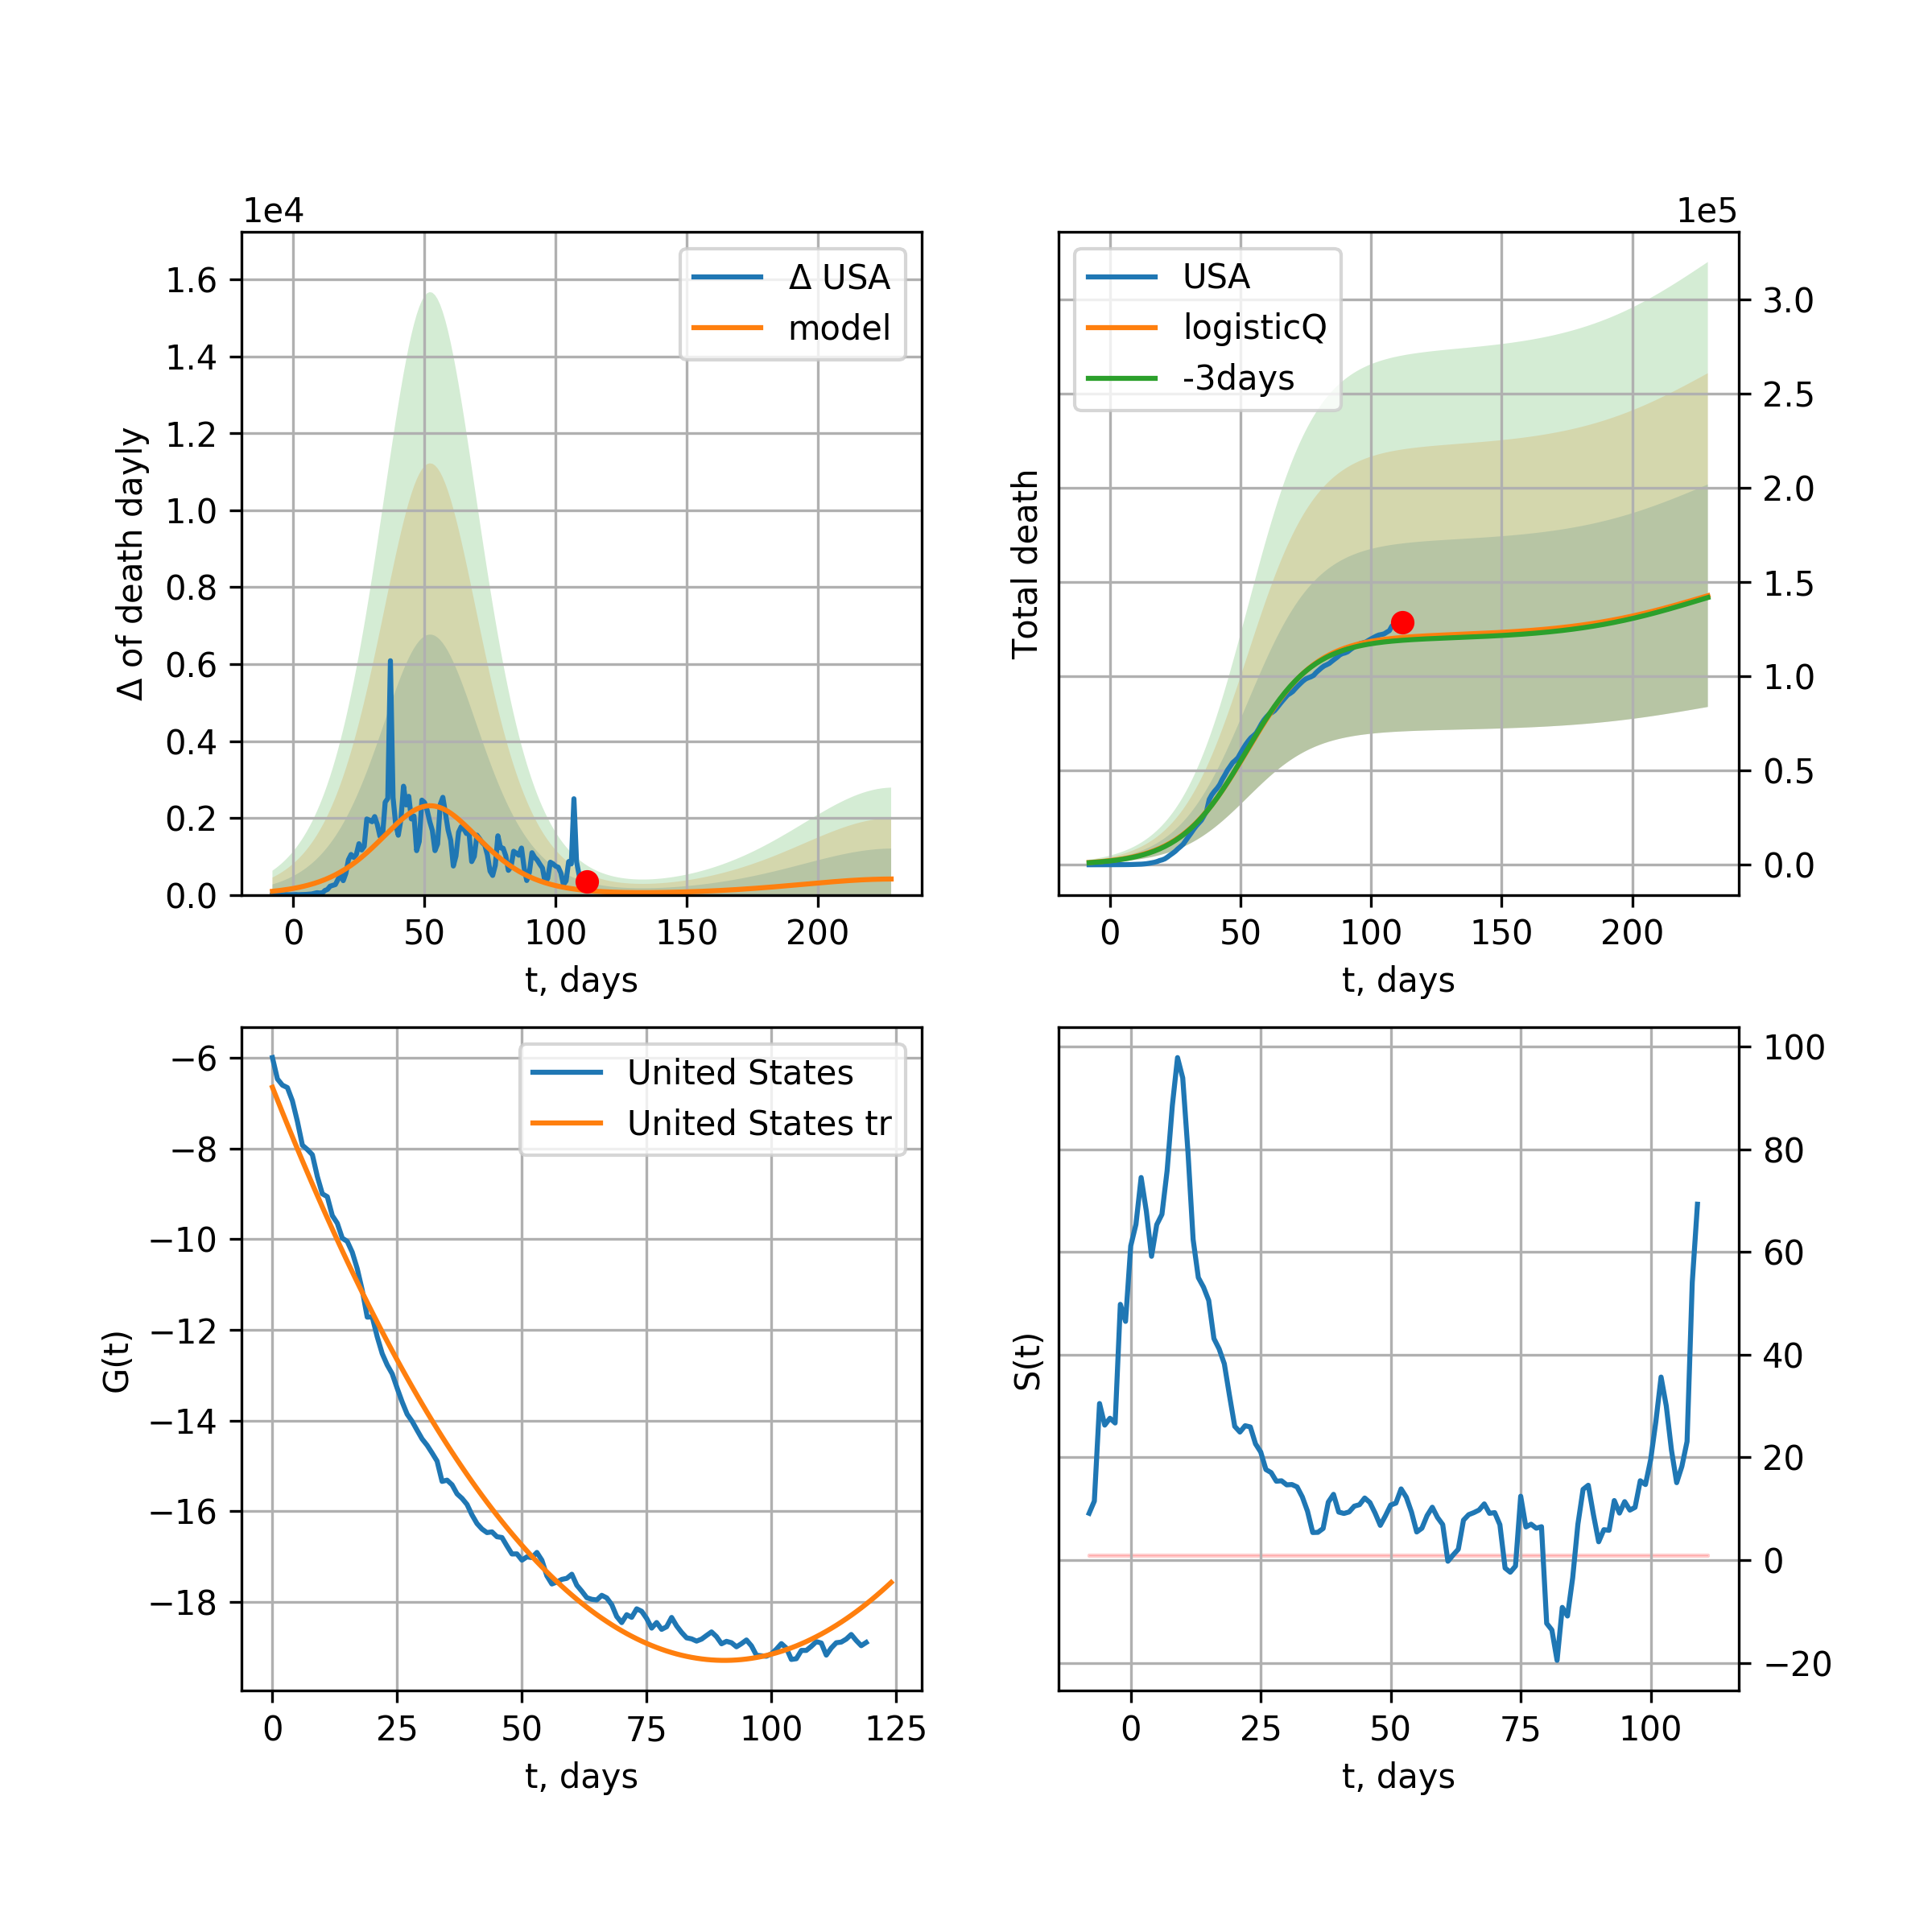 1e4
Δ of death dayly
1.6
1.4
1.2
1.0
0.8
0.6
0.4
0.2
0.0
0 50 100 150 200
t, days
Δ USA
model
1e5
Total death
3.0
2.5
2.0
1.5
1.0
0.5
0.0
0 50 100 150 200
t, days
USA
logisticQ
-3days
G(t)
−6
−8
−10
−12
−14
−16
−18
0 25 50 75 100 125
t, days
United States
United States tr
S(t)
100
80
60
40
20
0
−20
0 25 50 75 100
t, days